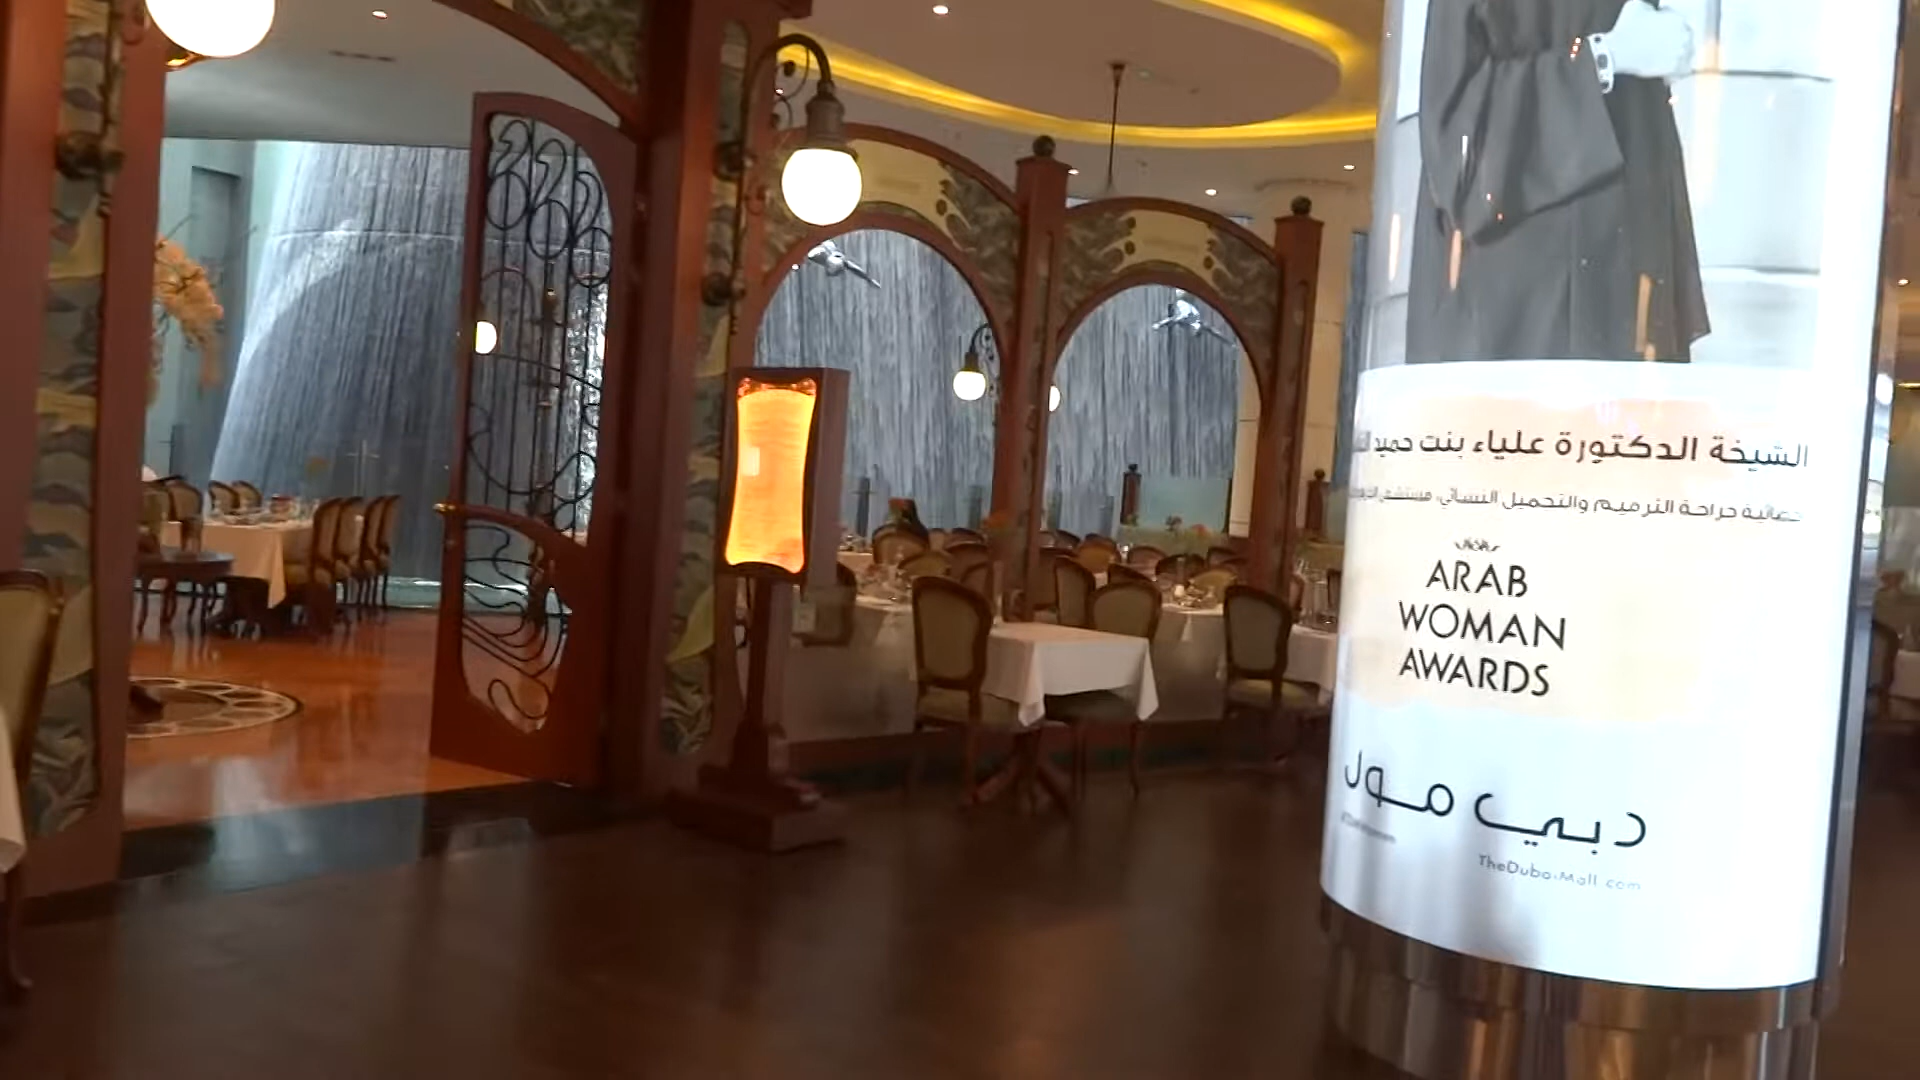 الشيخة الدكتورة علياء بنت حميد
جراحة الترميم والتجميل النسائي،
ARAB
WOMAN
AWARDS
دبي مول
TheDubaiMall.com